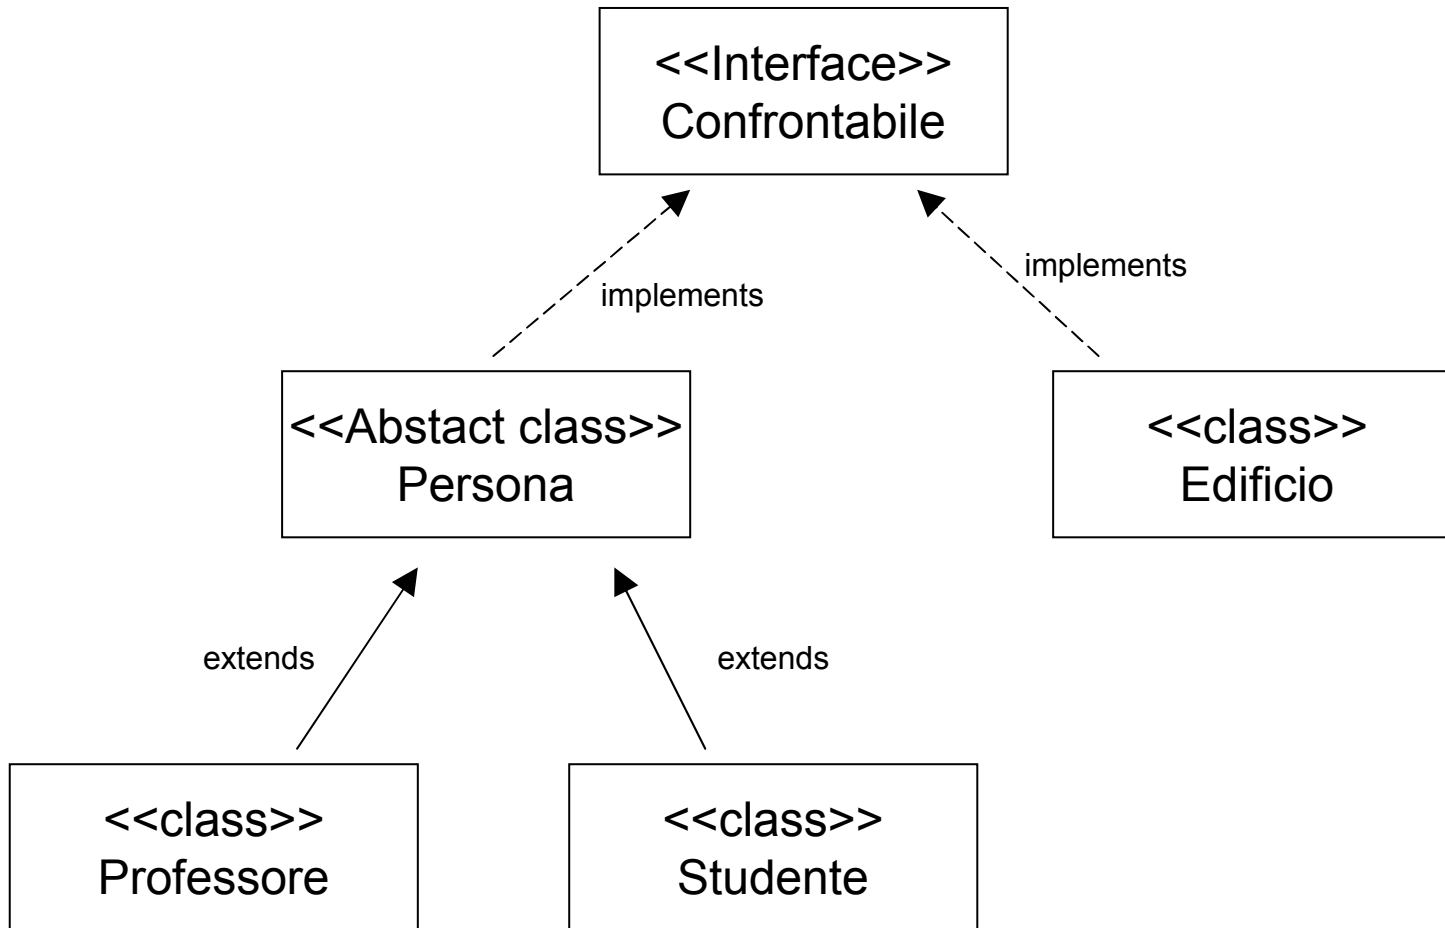 <<Interface>>
Confrontabile
implements
implements
<<Abstact class>>
Persona
<<class>>
Edificio
extends
extends
<<class>>
Professore
<<class>>
Studente